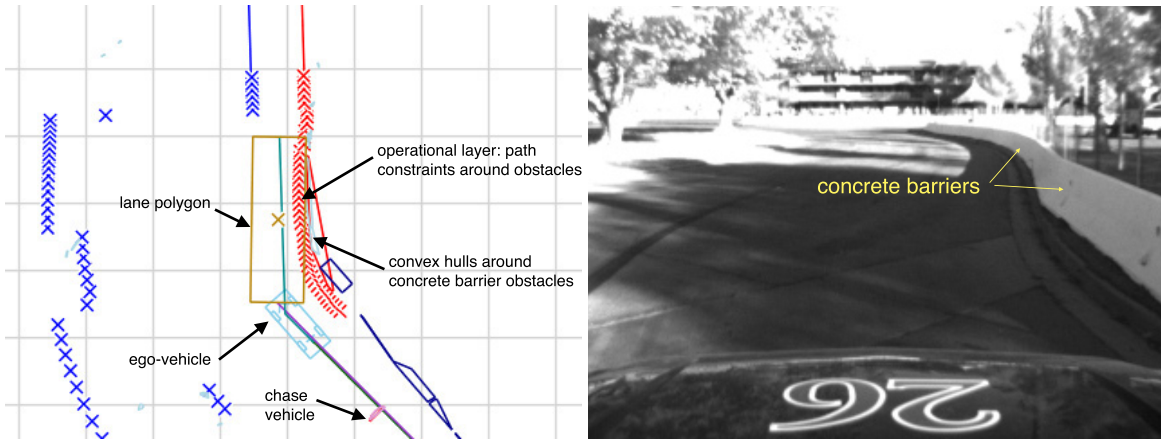 operational layer: path
constraints around obstacles
lane polygon
convex hulls around
concrete barrier obstacles
ego-vehicle
chase
vehicle
concrete barriers
26